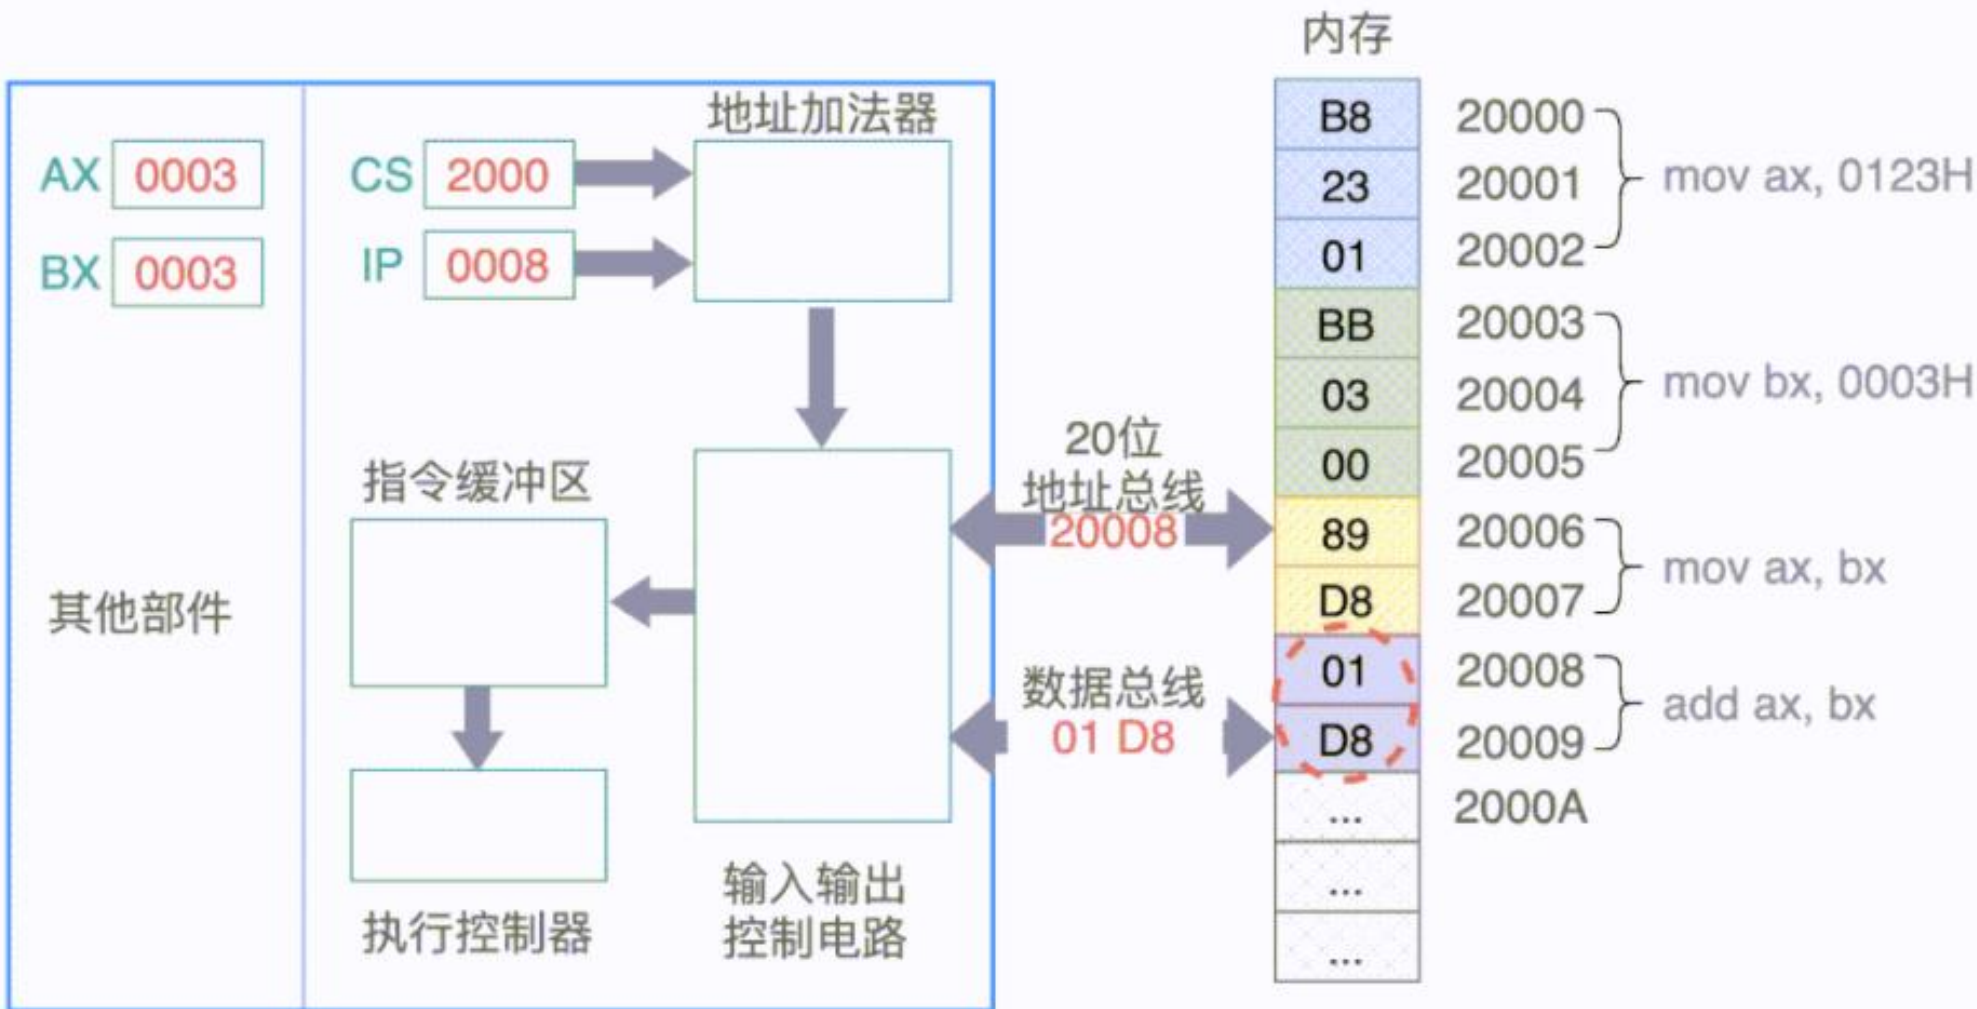 内存
地址加法器
AX 0003
CS 2000
BX 0003
IP 0008
指令缓冲区
其他部件
执行控制器
输入输出
控制电路
20位
地址总线
20008
数据总线
01 D8
B8 20000
23 20001
01 20002
mov ax, 0123H
BB 20003
03 20004
00 20005
mov bx, 0003H
89 20006
D8 20007
mov ax, bx
01 20008
D8 20009
add ax, bx
... 2000A
...
...